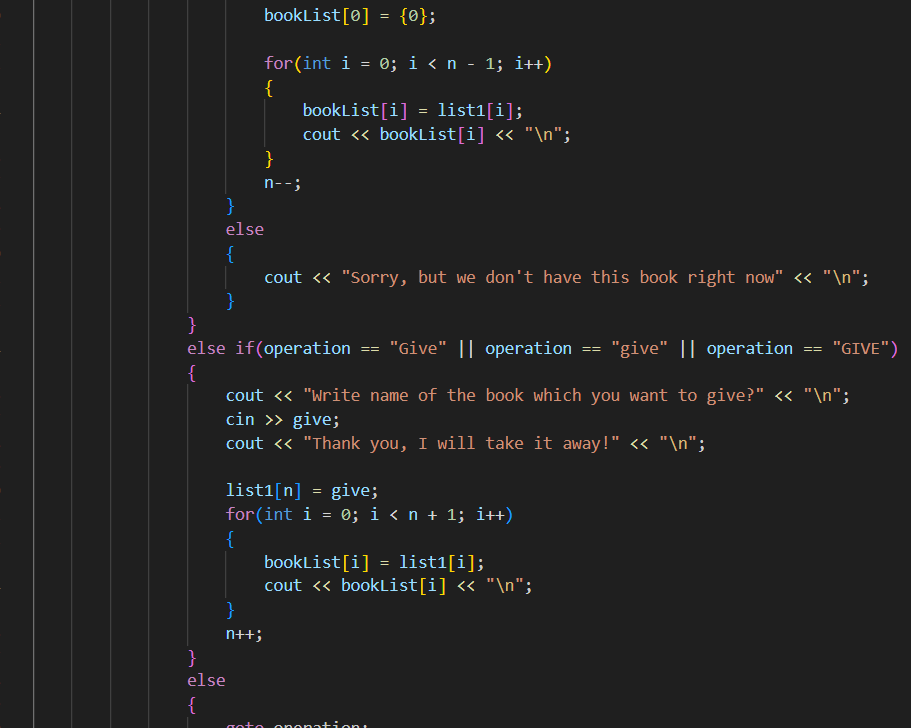 bookList[0] = {0};
for(int i = 0; i < n - 1; i++)
{
bookList[i] = list1[i];
cout << bookList[i] << "\n";
}
n--;
}
else
{
cout << "Sorry, but we don't have this book right now" << "\n";
}
}
else if(operation == "Give" || operation == "give" || operation == "GIVE")
{
cout << "Write name of the book which you want to give?" << "\n";
cin >> give;
cout << "Thank you, I will take it away!" << "\n";
list1[n] = give;
for(int i = 0; i < n + 1; i++)
{
bookList[i] = list1[i];
cout << bookList[i] << "\n";
}
n++;
}
else
{
goto operation;